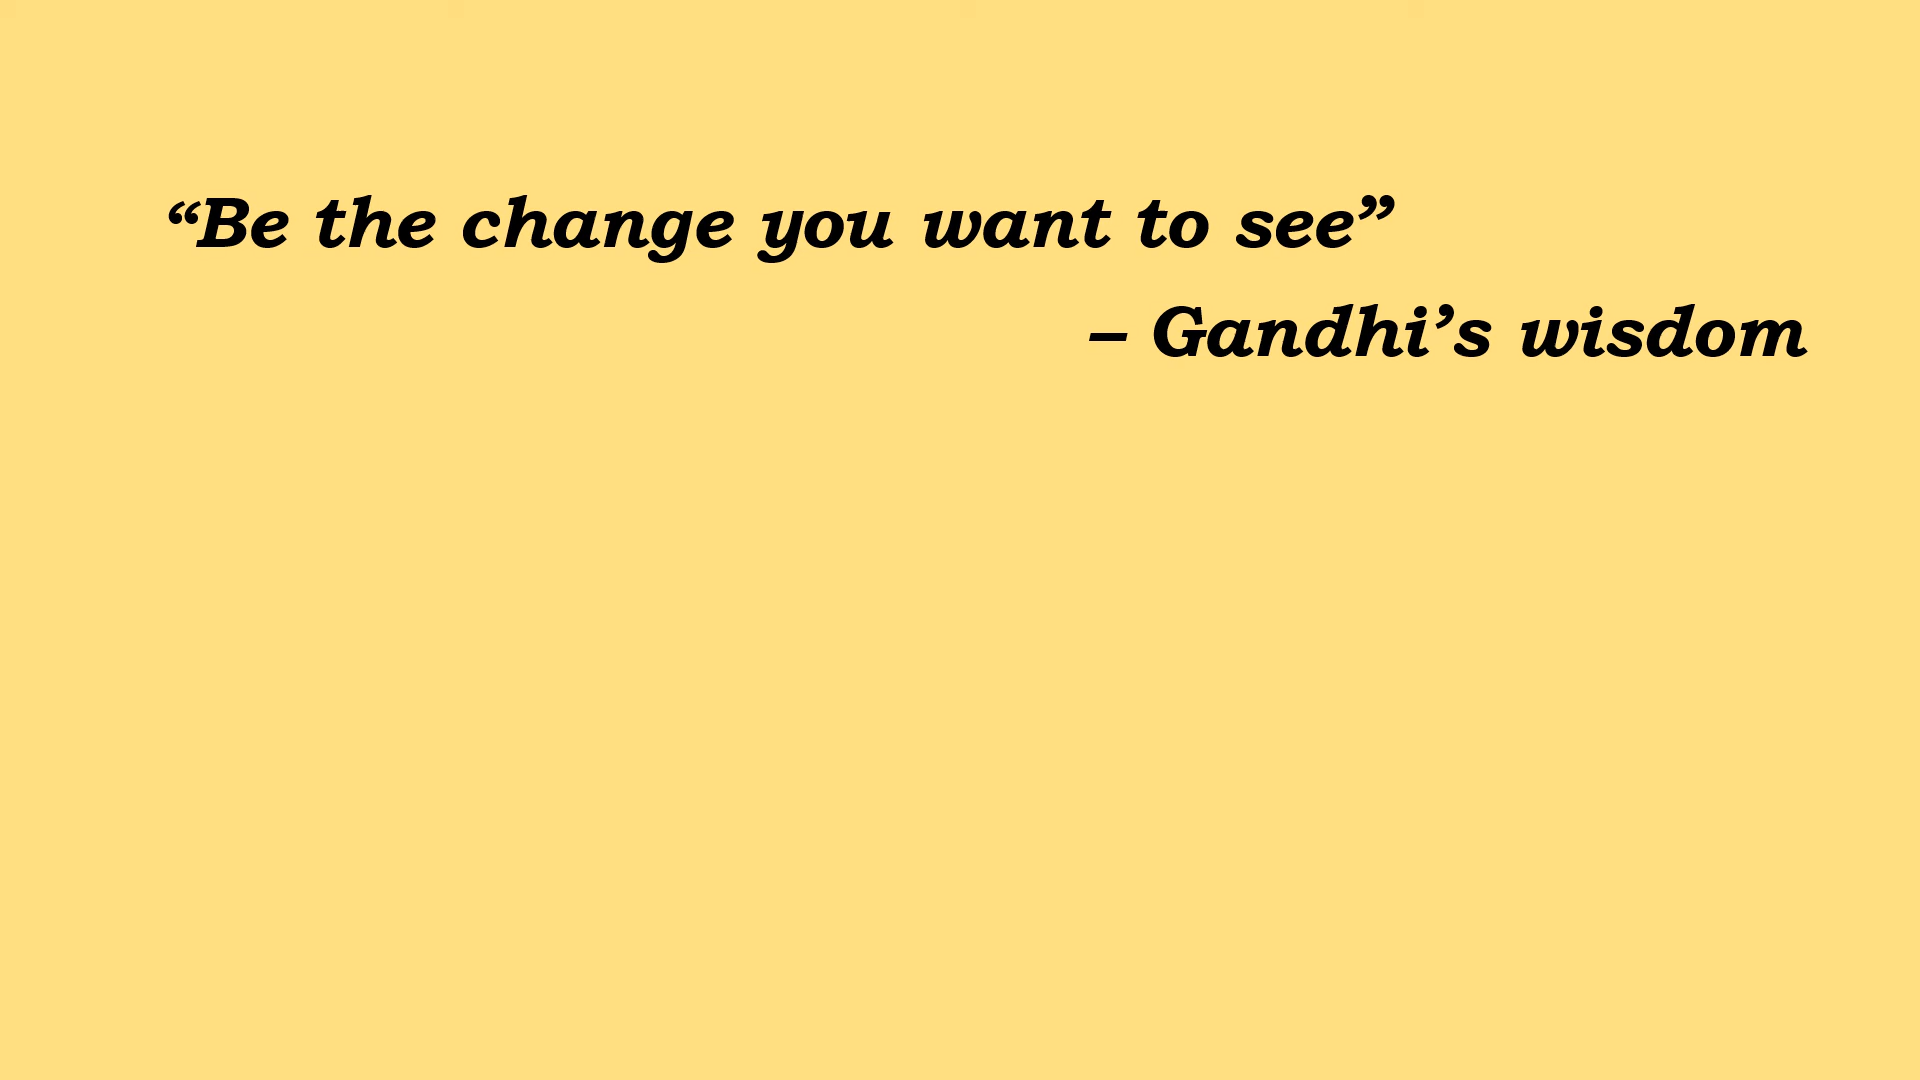 “Be the change you want to see”
– Gandhi’s wisdom